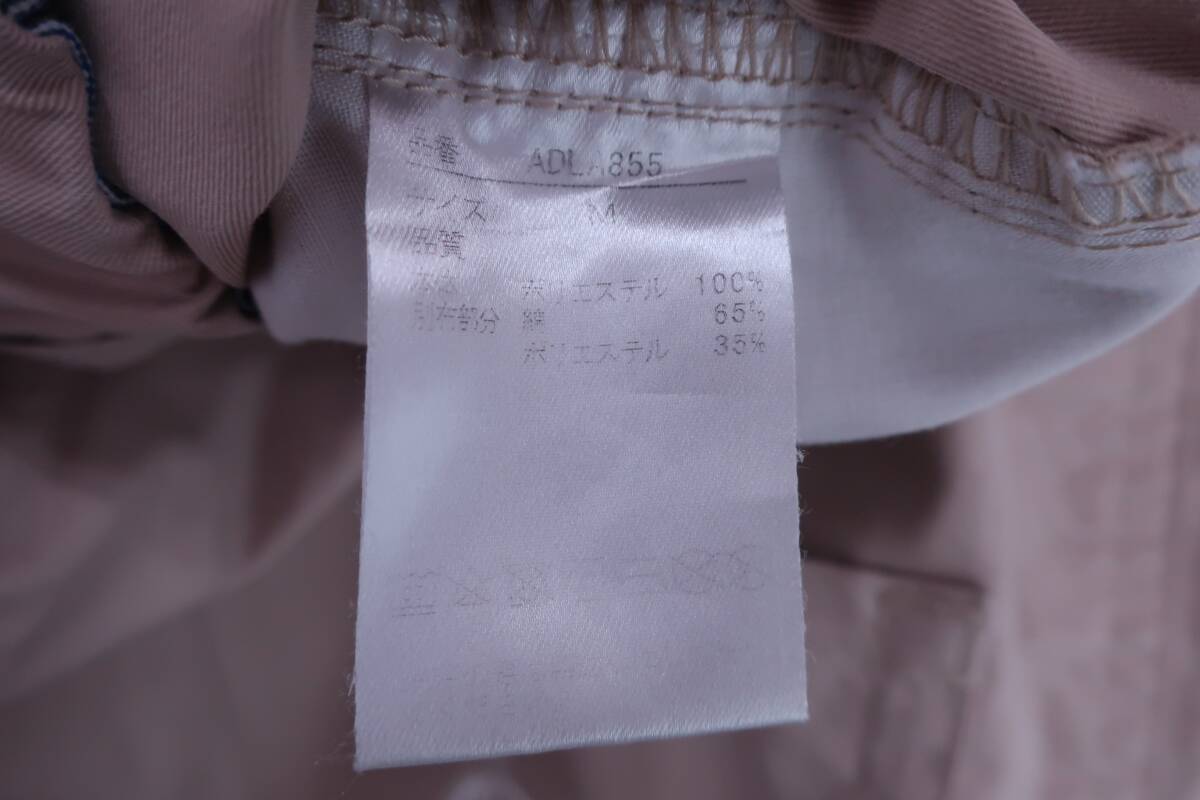 品番 ADLA855
サイズ M
品質
本体 ポリエステル 100%
別布部分 綿 65%
ポリエステル 35%